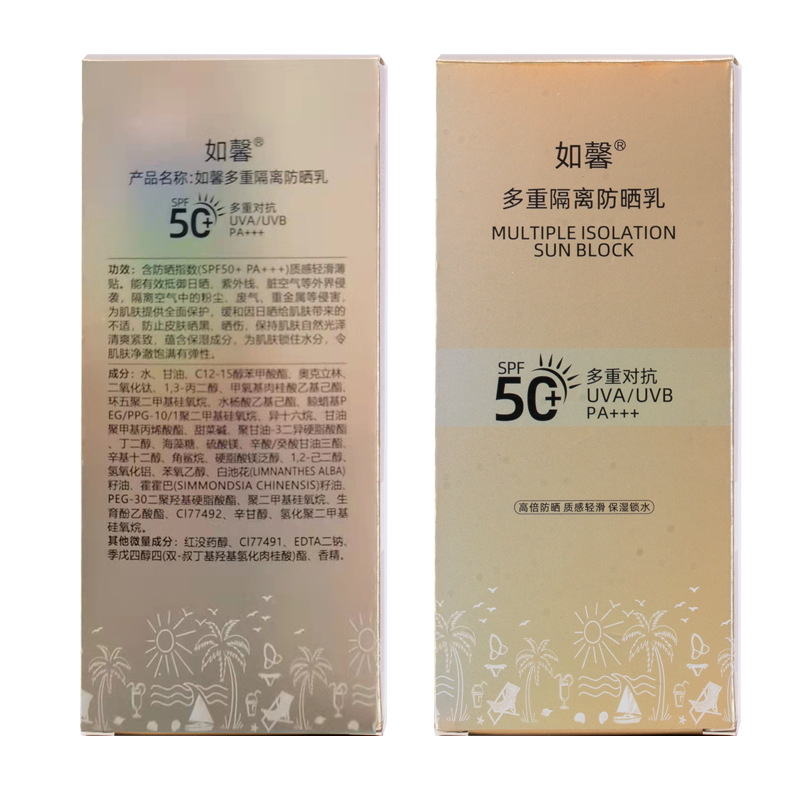 如馨®
产品名称:如馨多重隔离防晒乳
SPF
50+
多重对抗
UVA/UVB
PA+++
功效：含防晒指数(SPF50+ PA+++)质感轻滑薄
贴。能有效抵御日晒、紫外线、脏空气等外界侵
袭，隔离空气中的粉尘、废气、重金属等侵害，
为肌肤提供全面保护，缓和因日晒给肌肤带来的
不适，防止皮肤晒黑、晒伤，保持肌肤自然光泽
清爽紧致，蕴含保湿成分，为肌肤锁住水分，令
肌肤净澈饱满有弹性。
成分：水、甘油、C12-15醇苯甲酸酯、奥克立林、
二氧化钛、1,3-丙二醇、甲氧基肉桂酸乙基己酯、
环五聚二甲基硅氧烷、水杨酸乙基己酯、鲸蜡基P
EG/PPG-10/1聚二甲基硅氧烷、异十六烷、甘油
聚甲基丙烯酸酯、甜菜碱、聚甘油-3二异硬脂酸酯
、丁二醇、海藻糖、硫酸镁、辛酸/癸酸甘油三酯、
辛基十二醇、角鲨烷、硬脂酸镁泛醇、1,2-己二醇、
氢氧化铝、苯氧乙醇、白池花(LIMNANTHES ALBA)
籽油、霍霍巴(SIMMONDSIA CHINENSIS)籽油、
PEG-30二聚羟基硬脂酸酯、聚二甲基硅氧烷、生
育酚乙酸酯、CI77492、辛甘醇、氢化聚二甲基
硅氧烷。
其他微量成分：红没药醇、CI77491、EDTA二钠、
季戊四醇四(双-叔丁基羟基氢化肉桂酸)酯、香精。
如馨®
多重隔离防晒乳
MULTIPLE ISOLATION
SUN BLOCK
SPF
50+
多重对抗
UVA/UVB
PA+++
高倍防晒 质感轻滑 保湿锁水